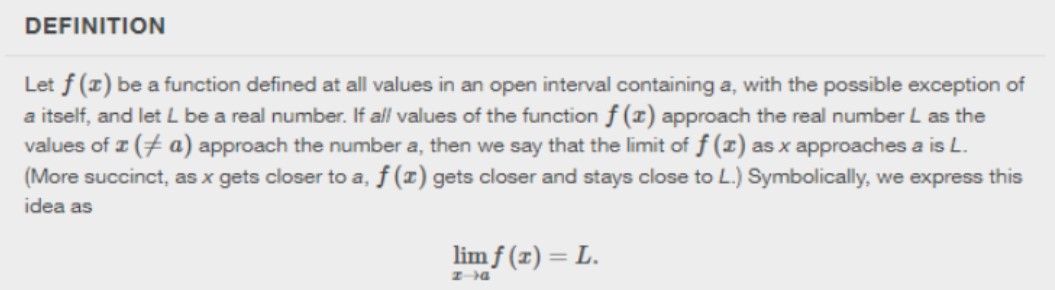 DEFINITION
Let f (x) be a function defined at all values in an open interval containing a, with the possible exception of
a itself, and let L be a real number. If all values of the function f (x) approach the real number L as the
values of x (≠ a) approach the number a, then we say that the limit of f (x) as x approaches a is L.
(More succinct, as x gets closer to a, f (x) gets closer and stays close to L.) Symbolically, we express this
idea as
lim f (x) = L.
x→a